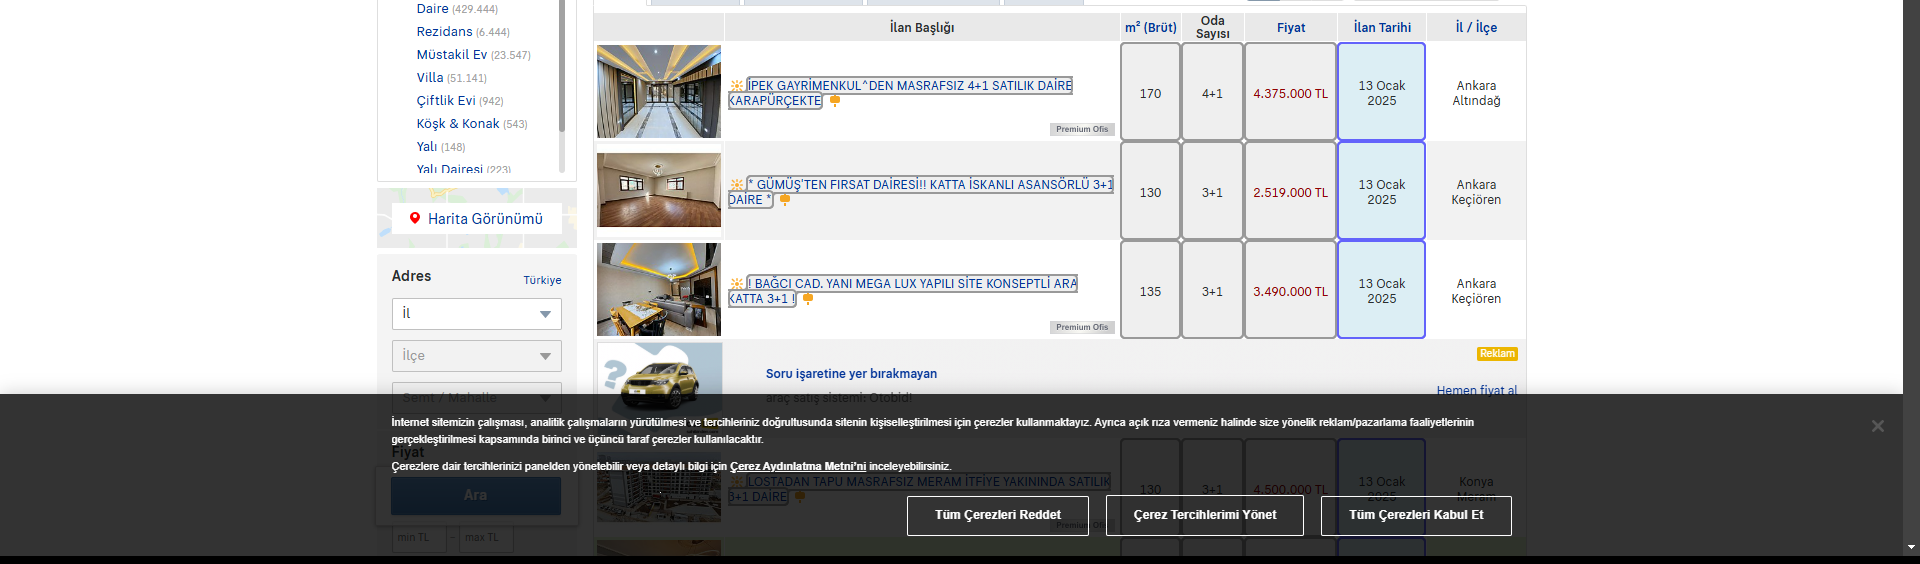 Daire (429.444)
Rezidans (6.444)
Müstakil Ev (23.547)
Villa (51.141)
Çiftlik Evi (942)
Köşk & Konak (543)
Yalı (148)
Yalı Dairesi (223)
Harita Görünümü
Adres Türkiye
İl
İlçe
Semt / Mahalle
Fiyat
Ara
min TL – max TL
İlan Başlığı m² (Brüt) Oda Sayısı Fiyat İlan Tarihi İl / İlçe
İPEK GAYRİMENKUL^DEN MASRAFSIZ 4+1 SATILIK DAİRE
KARAPÜRÇEKTE
Premium Ofis
170 4+1 4.375.000 TL 13 Ocak 2025 Ankara Altındağ
* GÜMÜŞ'TEN FIRSAT DAİRESİ!! KATTA İSKANLI ASANSÖRLÜ 3+1
DAİRE *
130 3+1 2.519.000 TL 13 Ocak 2025 Ankara Keçiören
! BAĞCI CAD. YANI MEGA LUX YAPILI SİTE KONSEPTLİ ARA
KATTA 3+1 !
Premium Ofis
135 3+1 3.490.000 TL 13 Ocak 2025 Ankara Keçiören
Reklam
Soru işaretine yer bırakmayan
araç satış sistemi: Otobid!
Hemen fiyat al
LOSTADAN TAPU MASRAFSIZ MERAM İTFİYE YAKININDA SATILIK
3+1 DAİRE
Premium Ofis
130 3+1 4.500.000 TL 13 Ocak 2025 Konya Meram
İnternet sitemizin çalışması, analitik çalışmaların yürütülmesi ve tercihleriniz doğrultusunda sitenin kişiselleştirilmesi için çerezler kullanmaktayız. Ayrıca açık rıza vermeniz halinde size yönelik reklam/pazarlama faaliyetlerinin
gerçekleştirilmesi kapsamında birinci ve üçüncü taraf çerezler kullanılacaktır.
Çerezlere dair tercihlerinizi panelden yönetebilir veya detaylı bilgi için Çerez Aydınlatma Metni'ni inceleyebilirsiniz.
Tüm Çerezleri Reddet
Çerez Tercihlerimi Yönet
Tüm Çerezleri Kabul Et